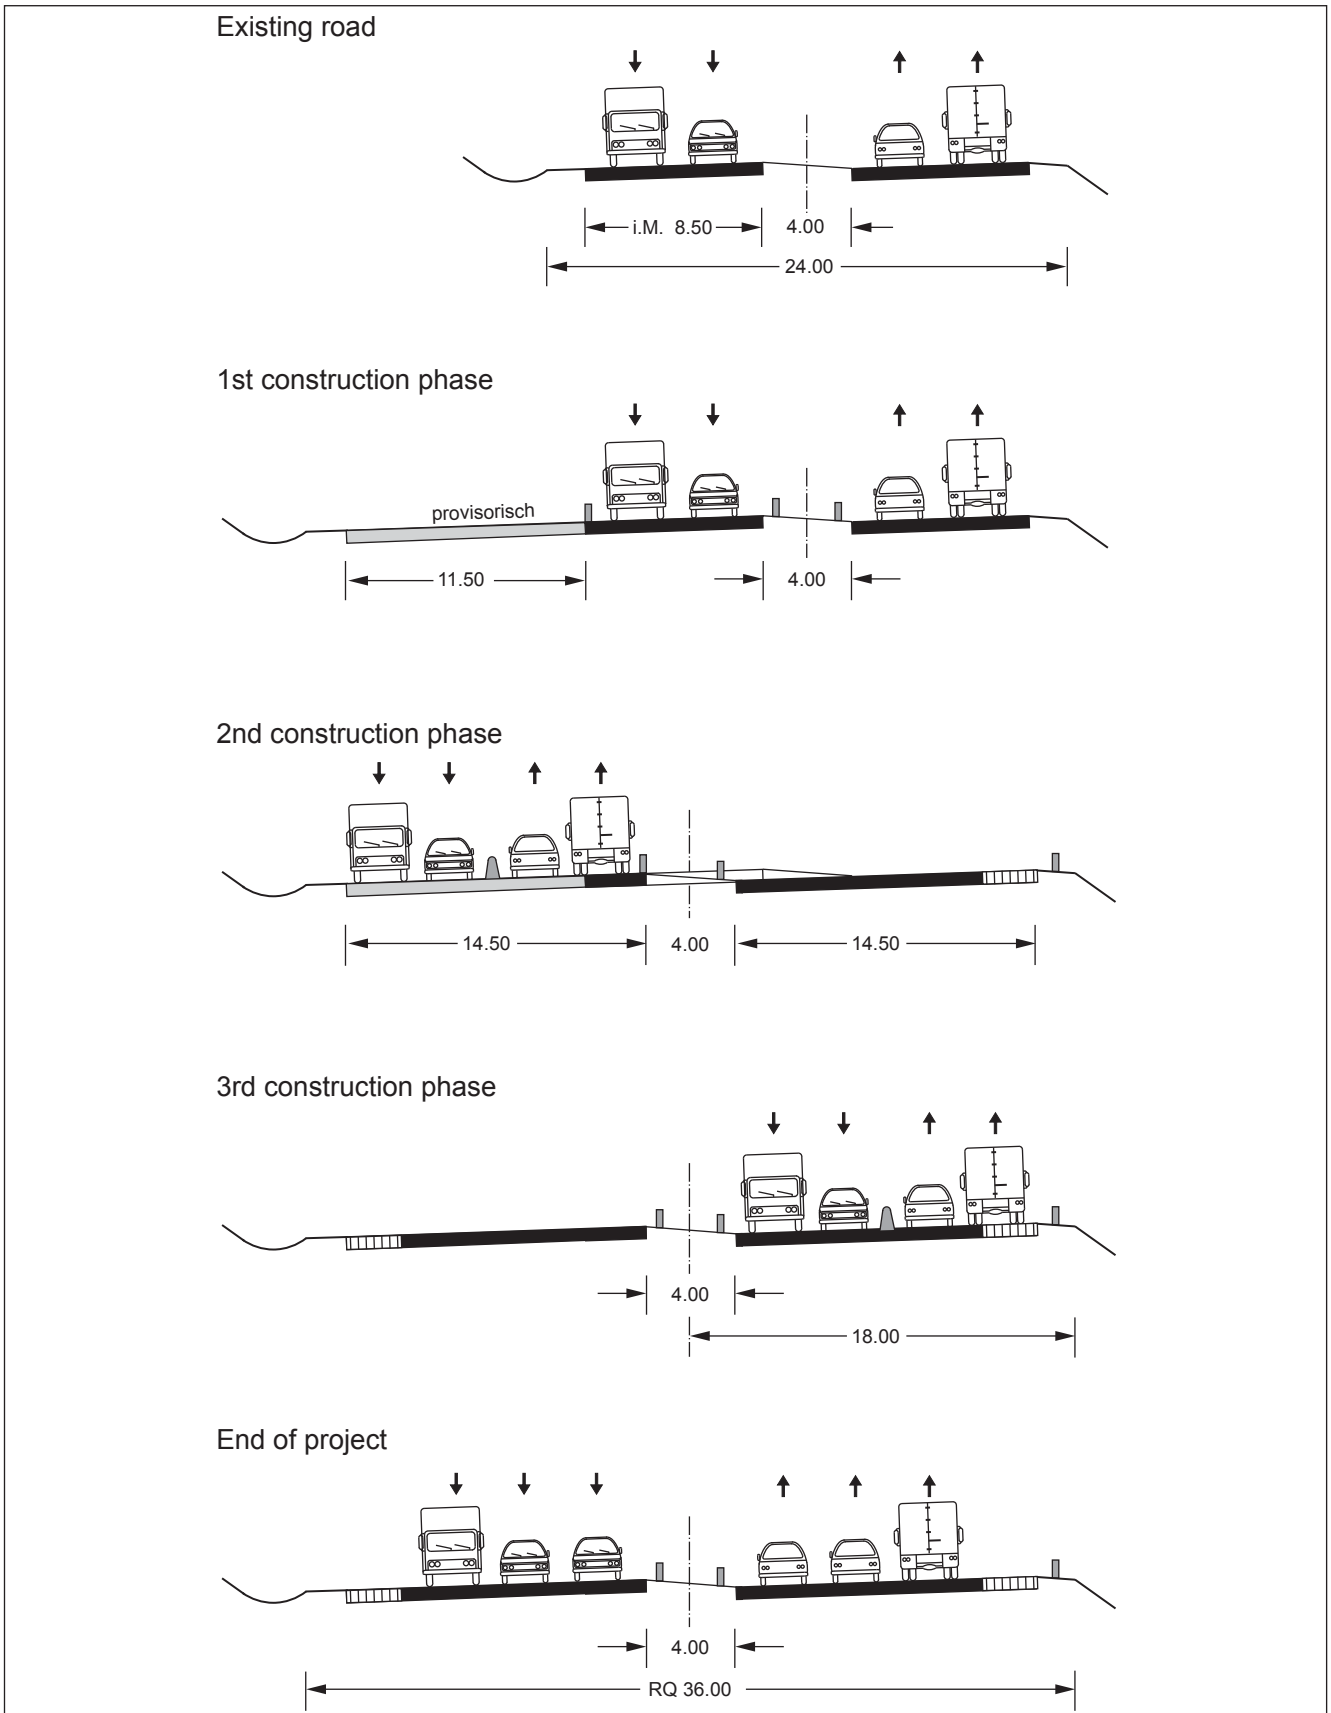 Existing road
i.M. 8.50
4.00
24.00
1st construction phase
provisorisch
11.50
4.00
2nd construction phase
14.50
4.00
14.50
3rd construction phase
4.00
18.00
End of project
4.00
RQ 36.00